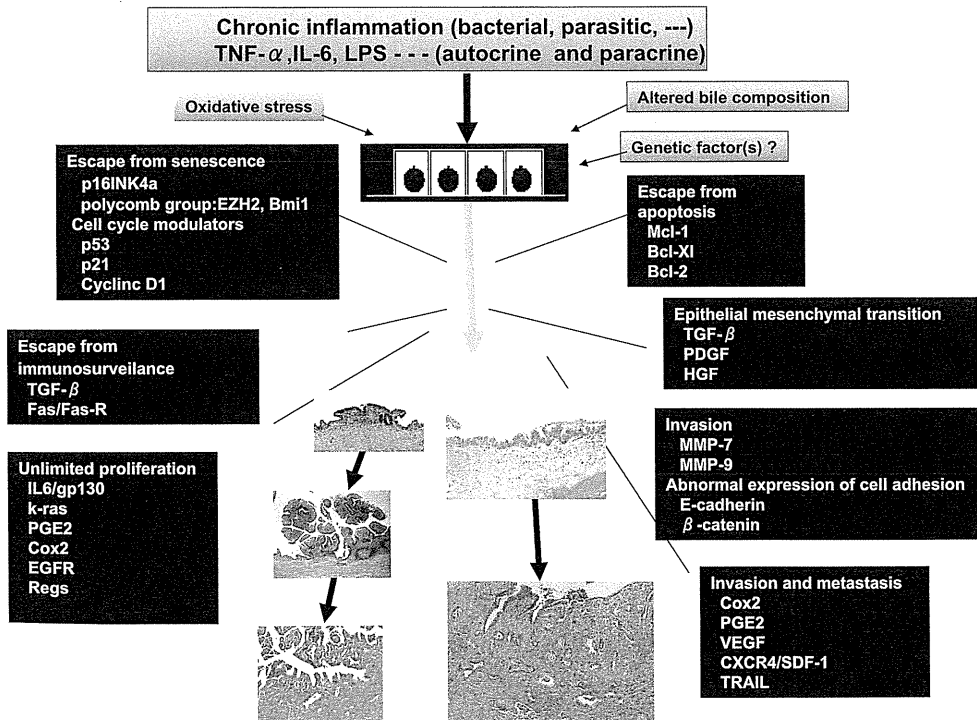 Chronic inflammation (bacterial, parasitic, ---)
TNF-α,IL-6, LPS - - - (autocrine and paracrine)
Oxidative stress
Altered bile composition
Genetic factor(s) ?
Escape from senescence
p16INK4a
polycomb group:EZH2, Bmi1
Cell cycle modulators
p53
p21
Cyclinc D1
Escape from
apoptosis
Mcl-1
Bcl-Xl
Bcl-2
Escape from
immunosurveilance
TGF-β
Fas/Fas-R
Epithelial mesenchymal transition
TGF-β
PDGF
HGF
Unlimited proliferation
IL6/gp130
k-ras
PGE2
Cox2
EGFR
Regs
Invasion
MMP-7
MMP-9
Abnormal expression of cell adhesion
E-cadherin
β-catenin
Invasion and metastasis
Cox2
PGE2
VEGF
CXCR4/SDF-1
TRAIL